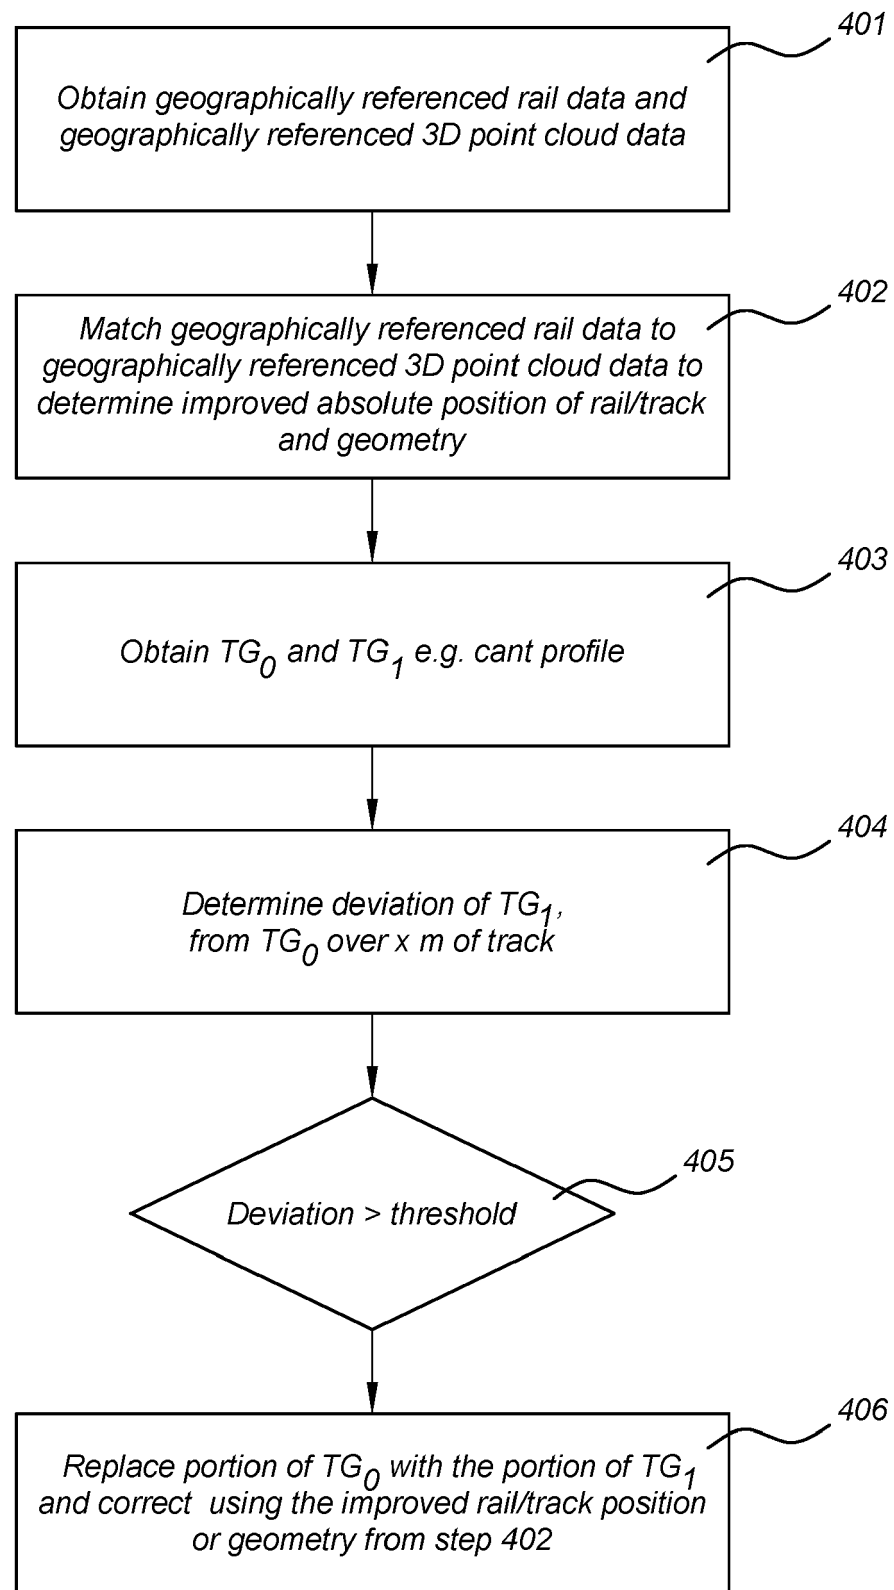 401
Obtain geographically referenced rail data and
geographically referenced 3D point cloud data
402
Match geographically referenced rail data to
geographically referenced 3D point cloud data to
determine improved absolute position of rail/track
and geometry
403
Obtain TG0 and TG1 e.g. cant profile
404
Determine deviation of TG1,
from TG0 over x m of track
405
Deviation > threshold
406
Replace portion of TG0 with the portion of TG1
and correct using the improved rail/track position
or geometry from step 402